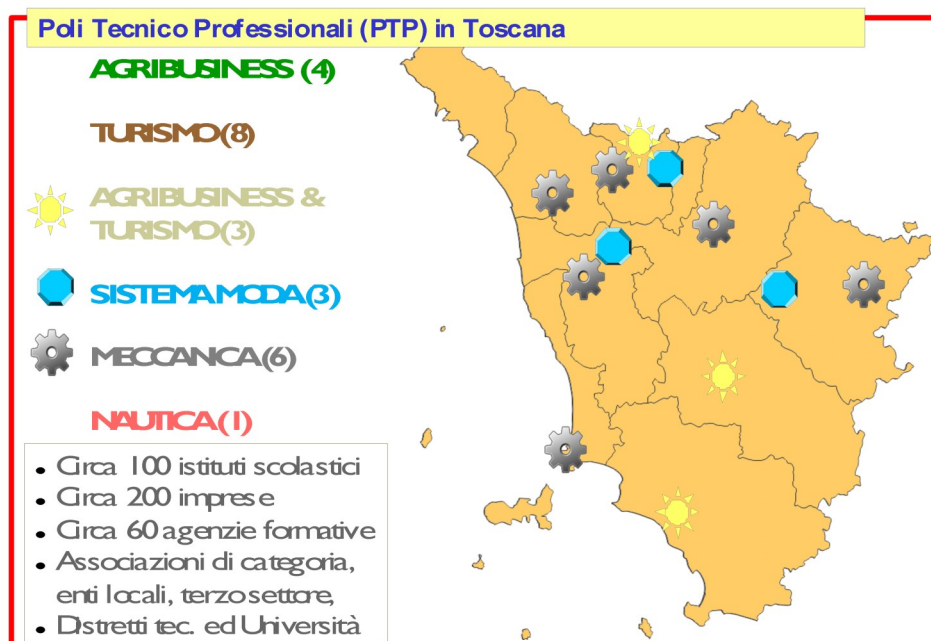 Poli Tecnico Professionali (PTP) in Toscana
AGRIBUSINESS (4)
TURISMO (8)
AGRIBUSINESS &
TURISMO (3)
SISTEMA MODA (3)
MECCANICA (6)
NAUTICA (1)
• Circa 100 istituti scolastici
• Circa 200 imprese
• Circa 60 agenzie formative
• Associazioni di categoria,
enti locali, terzo settore,
• Distretti tec. ed Università